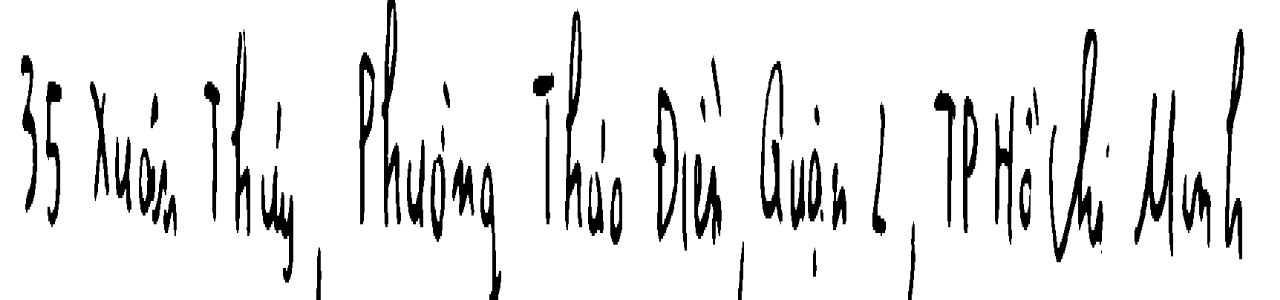 35 Xuân Thủy, Phường Thảo Điền, Quận 2, TP Hồ Chí Minh